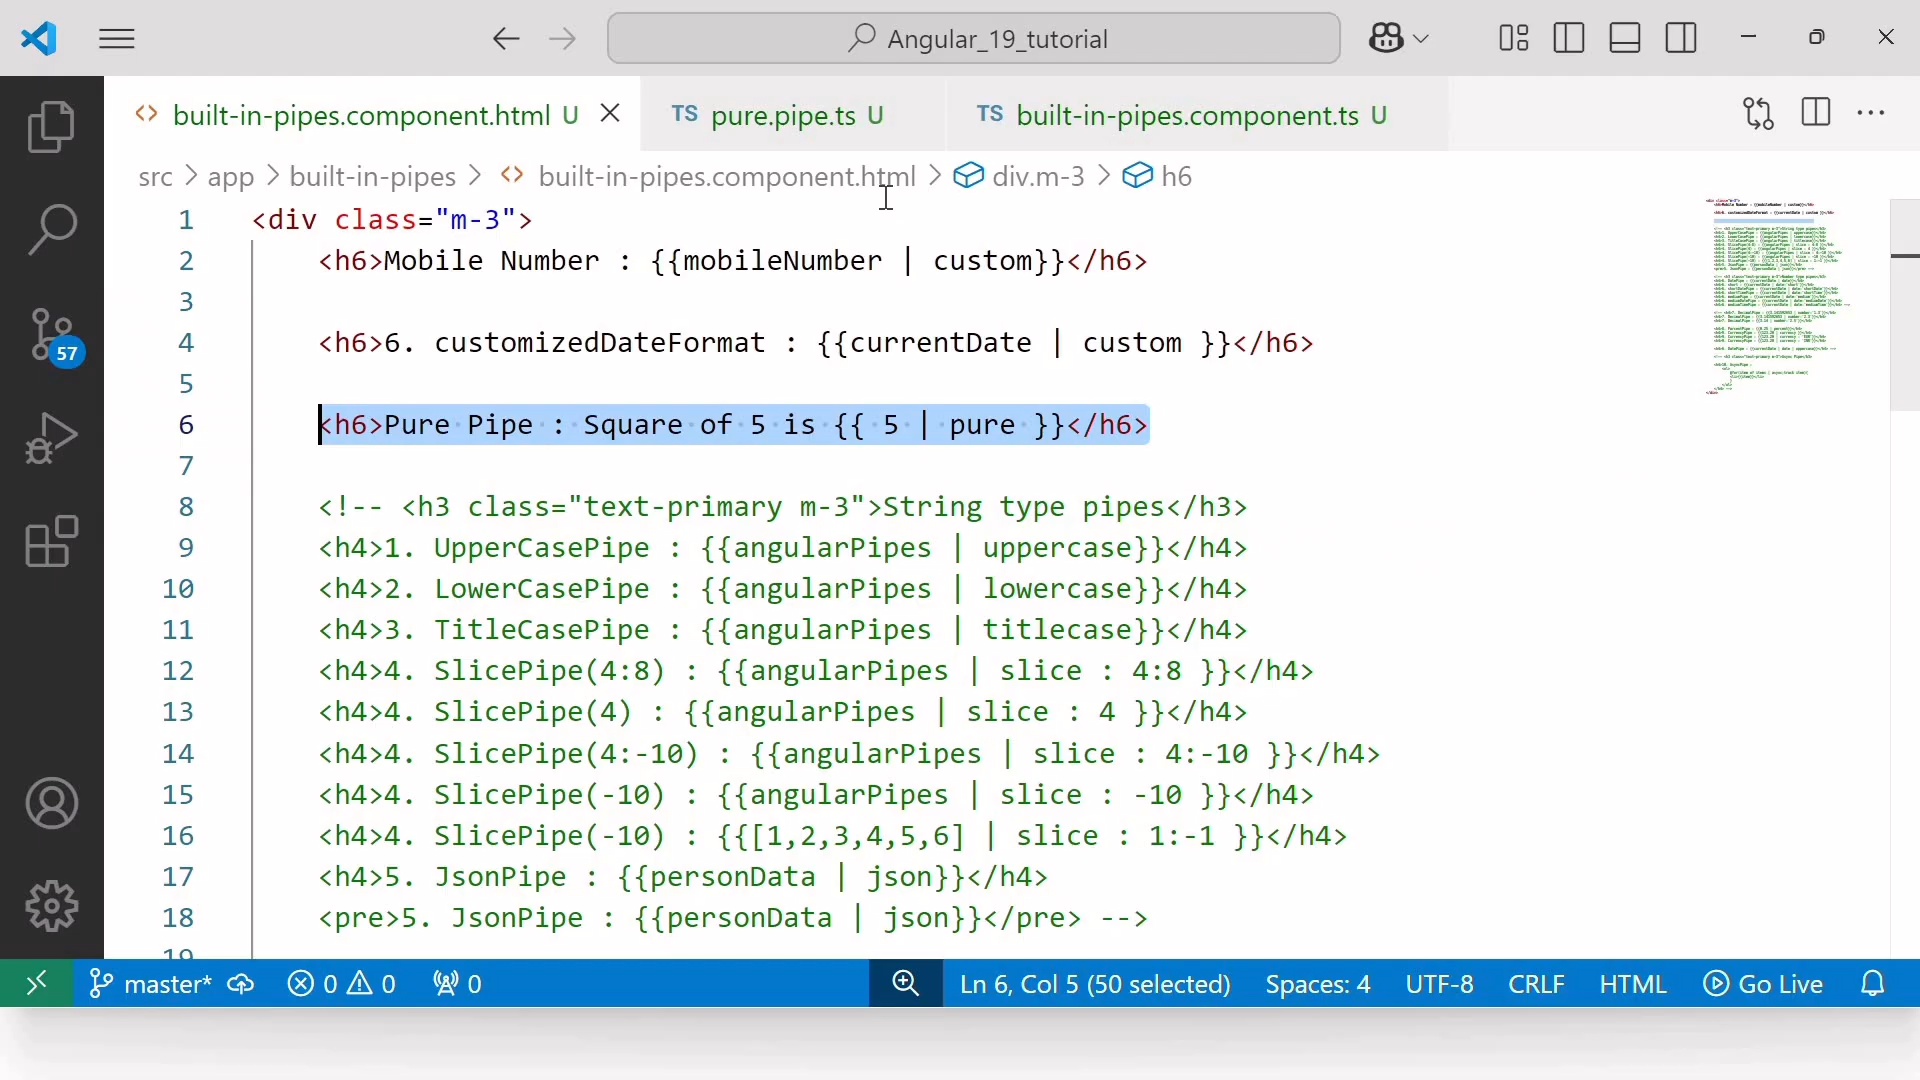 Angular_19_tutorial
built-in-pipes.component.html U
TS pure.pipe.ts U
TS built-in-pipes.component.ts U
src > app > built-in-pipes > <> built-in-pipes.component.html > div.m-3 > h6
1 <div class="m-3">
2 <h6>Mobile Number : {{mobileNumber | custom}}</h6>
3
4 <h6>6. customizedDateFormat : {{currentDate | custom }}</h6>
5
6 <h6>Pure Pipe : Square of 5 is {{ 5 | pure }}</h6>
7
8 <!-- <h3 class="text-primary m-3">String type pipes</h3>
9 <h4>1. UpperCasePipe : {{angularPipes | uppercase}}</h4>
10 <h4>2. LowerCasePipe : {{angularPipes | lowercase}}</h4>
11 <h4>3. TitleCasePipe : {{angularPipes | titlecase}}</h4>
12 <h4>4. SlicePipe(4:8) : {{angularPipes | slice : 4:8 }}</h4>
13 <h4>4. SlicePipe(4) : {{angularPipes | slice : 4 }}</h4>
14 <h4>4. SlicePipe(4:-10) : {{angularPipes | slice : 4:-10 }}</h4>
15 <h4>4. SlicePipe(-10) : {{angularPipes | slice : -10 }}</h4>
16 <h4>4. SlicePipe(-10) : {{[1,2,3,4,5,6] | slice : 1:-1 }}</h4>
17 <h4>5. JsonPipe : {{personData | json}}</h4>
18 <pre>5. JsonPipe : {{personData | json}}</pre> -->
19
57
master* 0 0 0 Ln 6, Col 5 (50 selected) Spaces: 4 UTF-8 CRLF HTML Go Live